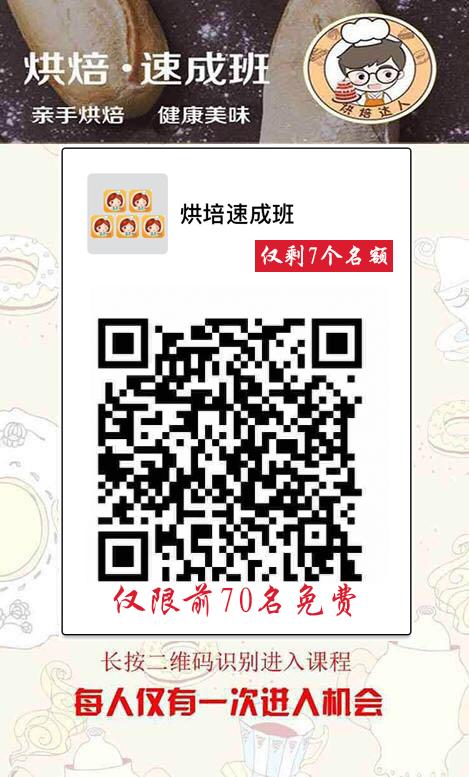 烘焙·速成班
亲手烘焙 健康美味
烘焙达人
烘培速成班
仅剩7个名额
仅限前70名免费
长按二维码识别进入课程
每人仅有一次进入机会